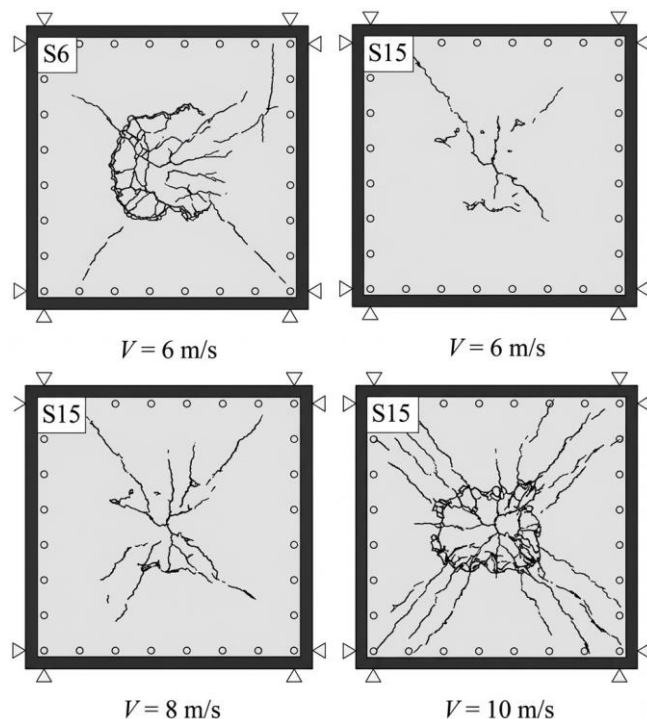 S6
S15
V = 6 m/s
V = 6 m/s
S15
S15
V = 8 m/s
V = 10 m/s